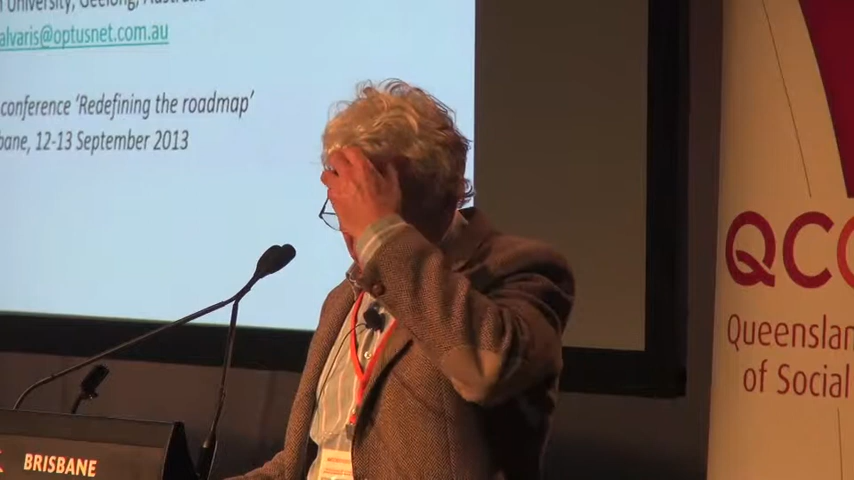 University, Geelong, Australia
alvaris@optusnet.com.au
conference 'Redefining the roadmap'
bane, 12-13 September 2013
BRISBANE
QCO
Queensland
of Social